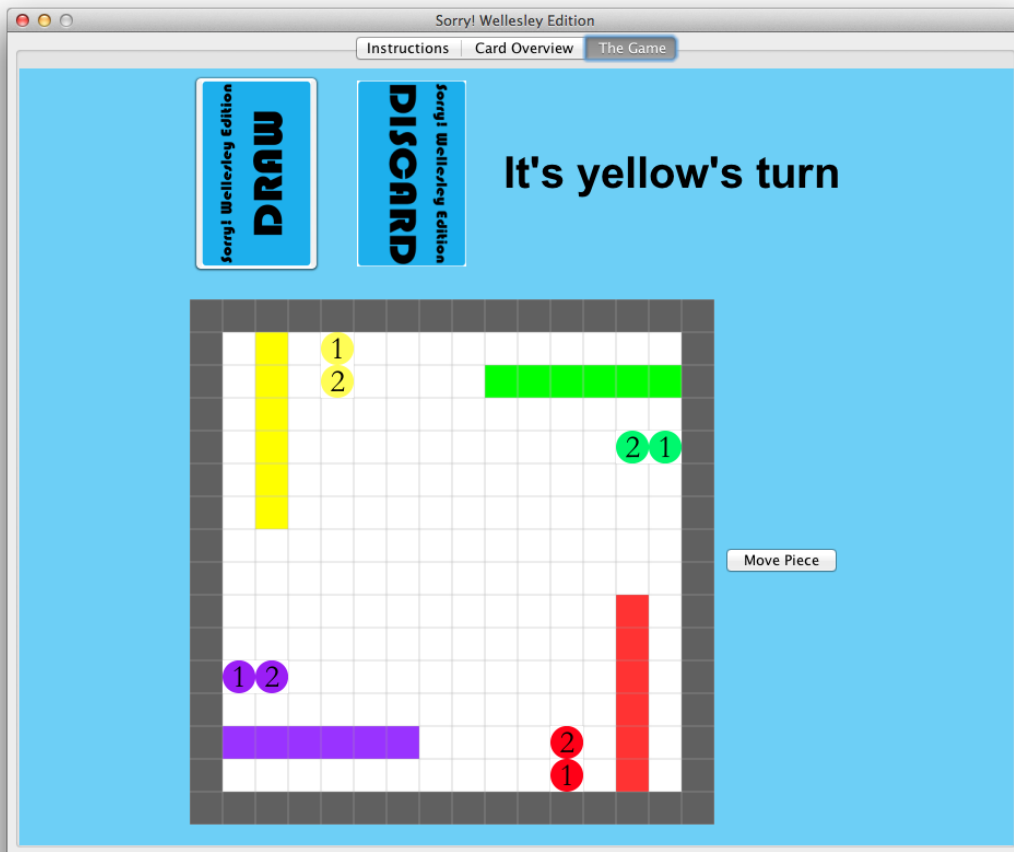 Sorry! Wellesley Edition
Instructions Card Overview The Game
Sorry! Wellesley Edition
DRAW
Sorry! Wellesley Edition
DISCARD
It's yellow's turn
1
2
2 1
Move Piece
1 2
2
1